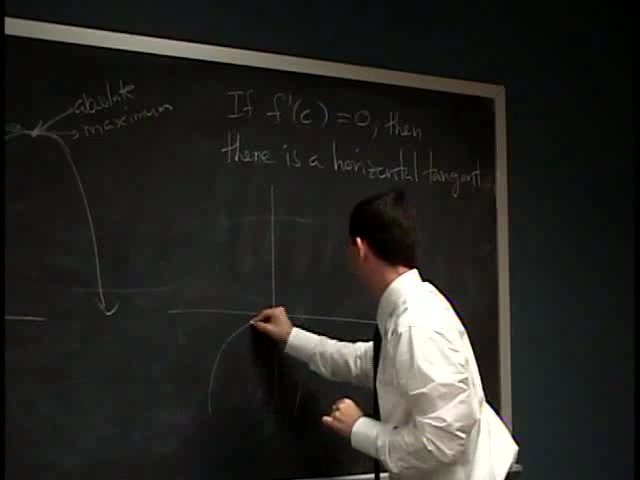 absolute
maximum
If f'(c) = 0, then
there is a horizontal tangent